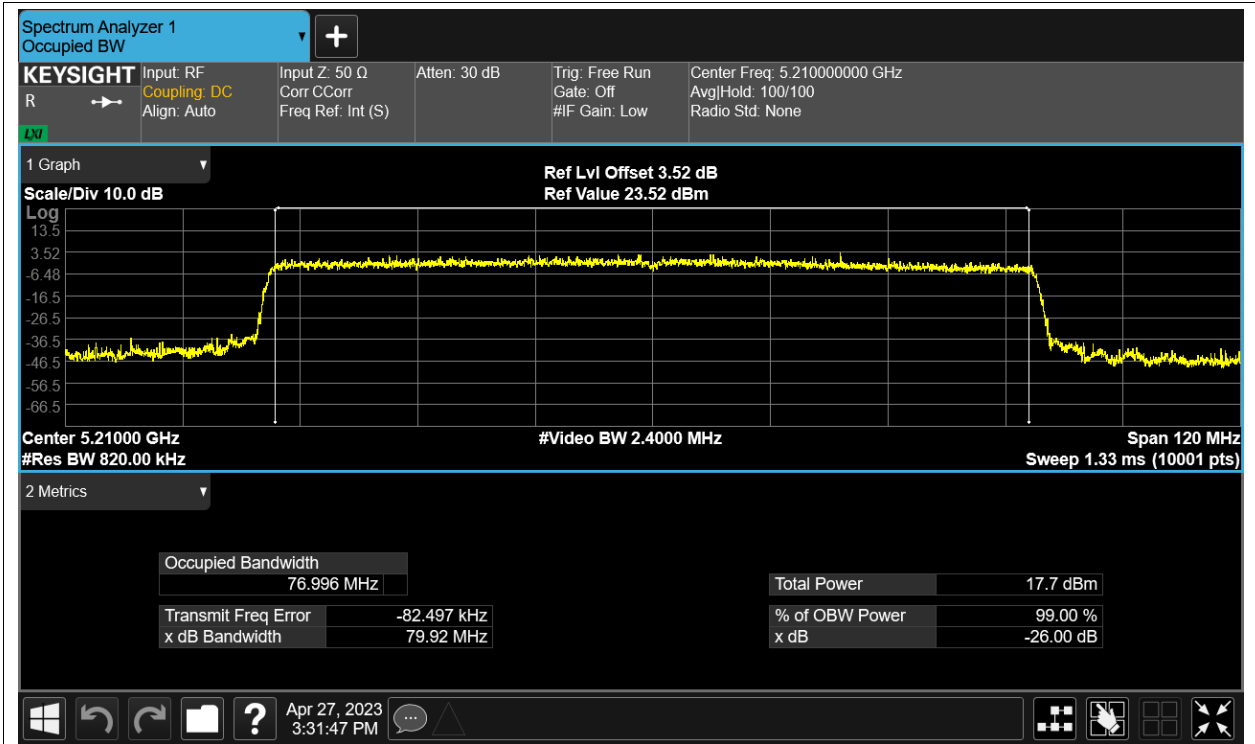 Spectrum Analyzer 1
Occupied BW
KEYSIGHT
R
LXI
Input: RF
Coupling: DC
Align: Auto
Input Z: 50 Ω
Corr CCorr
Freq Ref: Int (S)
Atten: 30 dB
Trig: Free Run
Gate: Off
#IF Gain: Low
Center Freq: 5.210000000 GHz
Avg|Hold: 100/100
Radio Std: None
1 Graph
Scale/Div 10.0 dB
Ref Lvl Offset 3.52 dB
Ref Value 23.52 dBm
Log
13.5
3.52
-6.48
-16.5
-26.5
-36.5
-46.5
-56.5
-66.5
Center 5.21000 GHz
#Video BW 2.4000 MHz
Span 120 MHz
#Res BW 820.00 kHz
Sweep 1.33 ms (10001 pts)
2 Metrics
Occupied Bandwidth
76.996 MHz
Total Power 17.7 dBm
Transmit Freq Error -82.497 kHz
% of OBW Power 99.00 %
x dB Bandwidth 79.92 MHz
x dB -26.00 dB
?
Apr 27, 2023
3:31:47 PM